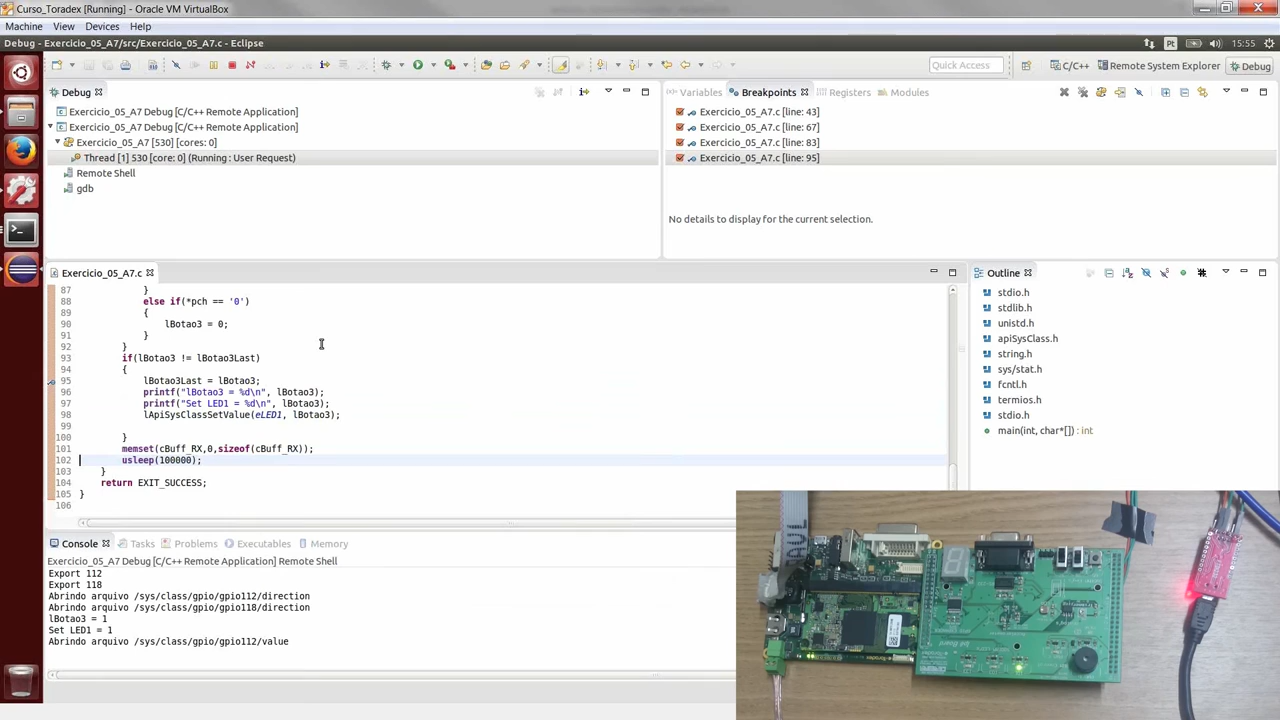 Curso_Toradex [Running] - Oracle VM VirtualBox
Machine View Devices Help
Debug - Exercicio_05_A7/src/Exercicio_05_A7.c - Eclipse
Pt 15:55
Quick Access C/C++ Remote System Explorer Debug
Debug
Exercicio_05_A7 Debug [C/C++ Remote Application]
Exercicio_05_A7 Debug [C/C++ Remote Application]
Exercicio_05_A7 [530] [cores: 0]
Thread [1] 530 [core: 0] (Running : User Request)
Remote Shell
gdb
Variables Breakpoints Registers Modules
Exercicio_05_A7.c [line: 43]
Exercicio_05_A7.c [line: 67]
Exercicio_05_A7.c [line: 83]
Exercicio_05_A7.c [line: 95]
No details to display for the current selection.
Exercicio_05_A7.c
87 }
88 else if(*pch == '0')
89 {
90 lBotao3 = 0;
91 }
92 }
93 if(lBotao3 != lBotao3Last)
94 {
95 lBotao3Last = lBotao3;
96 printf("lBotao3 = %d\n", lBotao3);
97 printf("Set LED1 = %d\n", lBotao3);
98 lApiSysClassSetValue(eLED1, lBotao3);
99
100 }
101 memset(cBuff_RX,0,sizeof(cBuff_RX));
102 usleep(100000);
103 }
104 return EXIT_SUCCESS;
105 }
106
Outline
stdio.h
stdlib.h
unistd.h
apiSysClass.h
string.h
sys/stat.h
fcntl.h
termios.h
stdio.h
main(int, char*[]) : int
Console Tasks Problems Executables Memory
Exercicio_05_A7 Debug [C/C++ Remote Application] Remote Shell
Export 112
Export 118
Abrindo arquivo /sys/class/gpio/gpio112/direction
Abrindo arquivo /sys/class/gpio/gpio118/direction
lBotao3 = 1
Set LED1 = 1
Abrindo arquivo /sys/class/gpio/gpio112/value